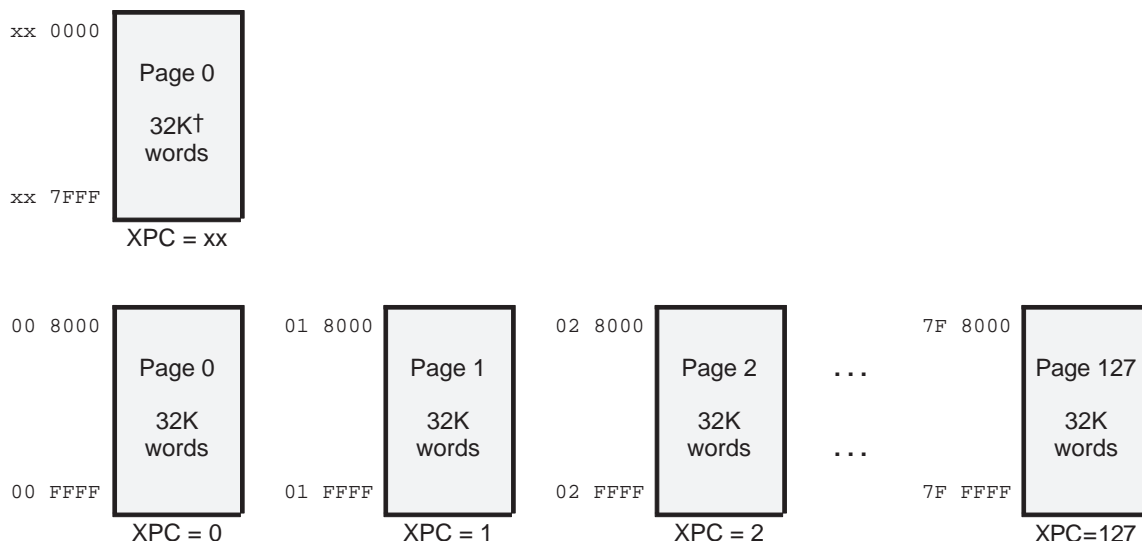 xx 0000
Page 0
32K†
words
xx 7FFF
XPC = xx
00 8000
Page 0
32K
words
00 FFFF
XPC = 0
01 8000
Page 1
32K
words
01 FFFF
XPC = 1
02 8000
Page 2
32K
words
02 FFFF
XPC = 2
. . .
. . .
7F 8000
Page 127
32K
words
7F FFFF
XPC=127